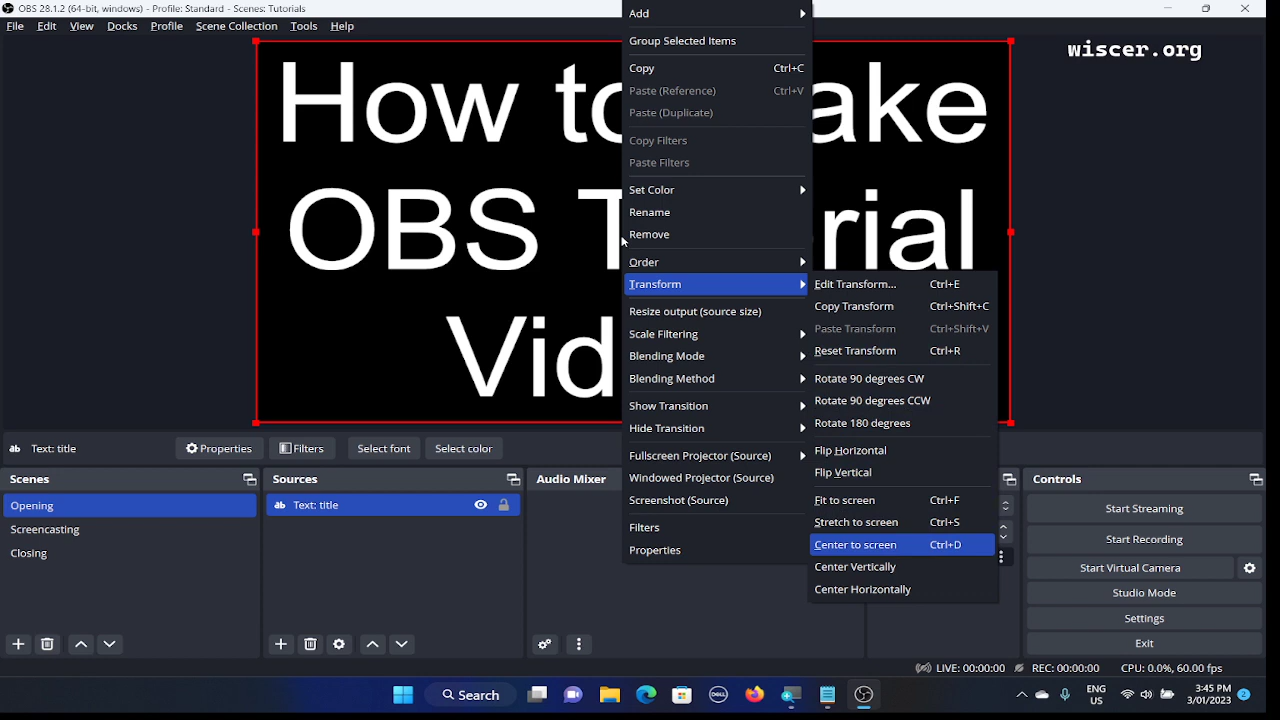 OBS 28.1.2 (64-bit, windows) - Profile: Standard - Scenes: Tutorials
File Edit View Docks Profile Scene Collection Tools Help
wiscer.org
How to ake
OBS T rial
Vid
Add
Group Selected Items
Copy Ctrl+C
Paste (Reference) Ctrl+V
Paste (Duplicate)
Copy Filters
Paste Filters
Set Color
Rename
Remove
Order
Transform
Resize output (source size)
Scale Filtering
Blending Mode
Blending Method
Show Transition
Hide Transition
Fullscreen Projector (Source)
Windowed Projector (Source)
Screenshot (Source)
Filters
Properties
Edit Transform... Ctrl+E
Copy Transform Ctrl+Shift+C
Paste Transform Ctrl+Shift+V
Reset Transform Ctrl+R
Rotate 90 degrees CW
Rotate 90 degrees CCW
Rotate 180 degrees
Flip Horizontal
Flip Vertical
Fit to screen Ctrl+F
Stretch to screen Ctrl+S
Center to screen Ctrl+D
Center Vertically
Center Horizontally
Text: title Properties Filters Select font Select color
Scenes
Opening
Screencasting
Closing
Sources
Text: title
Audio Mixer
Controls
Start Streaming
Start Recording
Start Virtual Camera
Studio Mode
Settings
Exit
LIVE: 00:00:00 REC: 00:00:00 CPU: 0.0%, 60.00 fps
Search
DELL
ENG
US
3:45 PM
3/01/2023
2